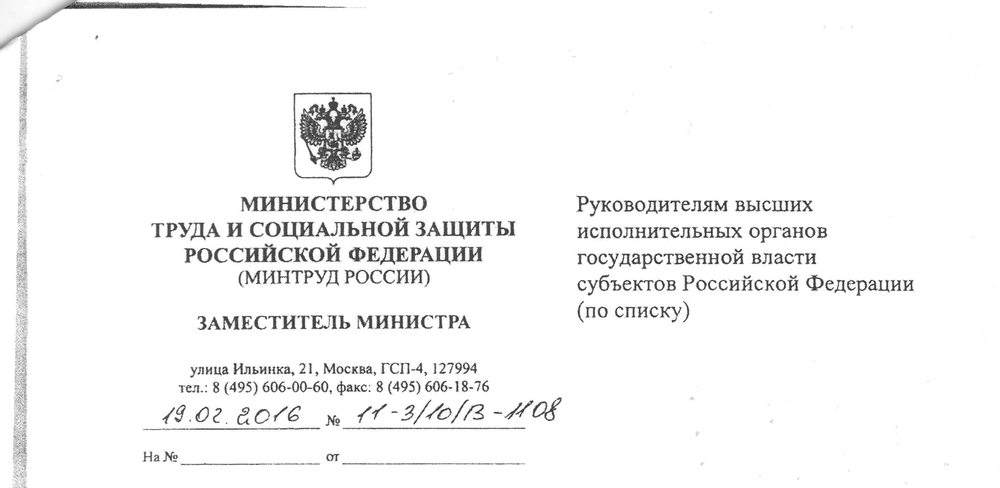 МИНИСТЕРСТВО
ТРУДА И СОЦИАЛЬНОЙ ЗАЩИТЫ
РОССИЙСКОЙ ФЕДЕРАЦИИ
(МИНТРУД РОССИИ)
ЗАМЕСТИТЕЛЬ МИНИСТРА
улица Ильинка, 21, Москва, ГСП-4, 127994
тел.: 8 (495) 606-00-60, факс: 8 (495) 606-18-76
19.02.2016 № 11-3/10/В-1108
На № от
Руководителям высших
исполнительных органов
государственной власти
субъектов Российской Федерации
(по списку)